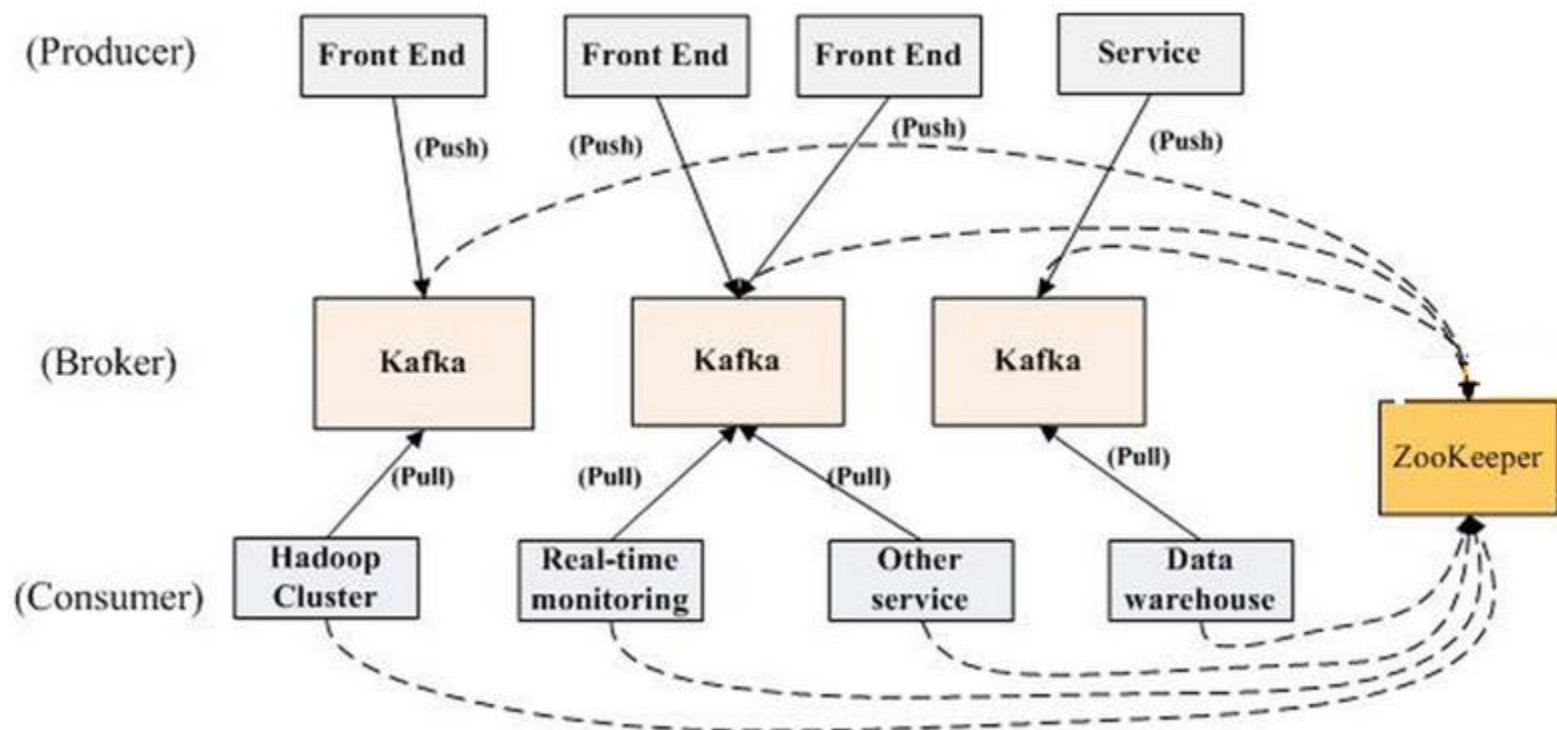 (Producer)
Front End
Front End
Front End
Service
(Push)
(Push)
(Push)
(Push)
(Broker)
Kafka
Kafka
Kafka
ZooKeeper
(Pull)
(Pull)
(Pull)
(Pull)
(Consumer)
Hadoop
Cluster
Real-time
monitoring
Other
service
Data
warehouse